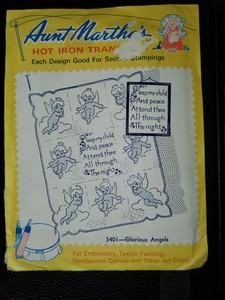 Aunt Martha's
HOT IRON TRANSFERS
Each Design Good For Several Stampings
Sleep my child
And peace
Attend thee
All through
The night
Sleep my child
And peace
Attend thee
All through
The night
3401—Glorious Angels
For Embroidery, Textile Painting,
Needlepoint Canvas and Other Art Crafts